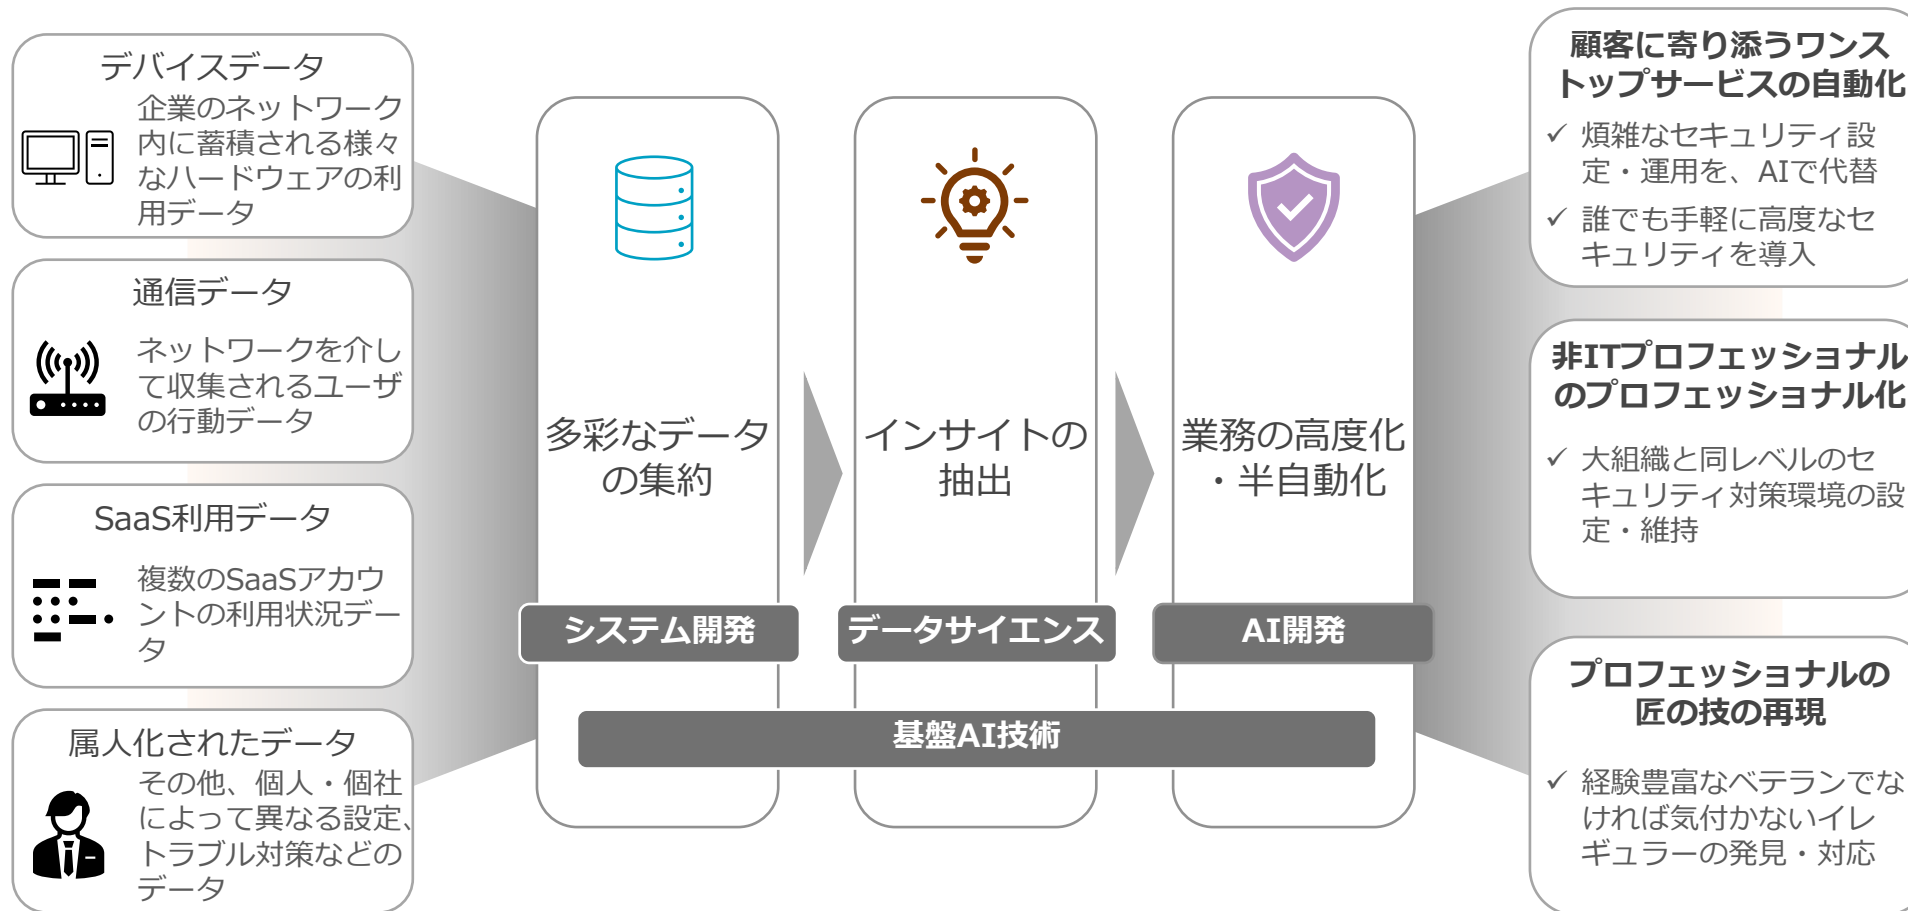 デバイスデータ
企業のネットワーク
内に蓄積される様々
なハードウェアの利
用データ
通信データ
ネットワークを介し
て収集されるユーザ
の行動データ
SaaS利用データ
複数のSaaSアカウ
ントの利用状況デー
タ
属人化されたデータ
その他、個人・個社
によって異なる設定、
トラブル対策などの
データ
多彩なデータ
の集約
システム開発
インサイトの
抽出
データサイエンス
業務の高度化
・半自動化
AI開発
基盤AI技術
顧客に寄り添うワンス
トップサービスの自動化
✓ 煩雑なセキュリティ設
定・運用を、AIで代替
✓ 誰でも手軽に高度なセ
キュリティを導入
非ITプロフェッショナル
のプロフェッショナル化
✓ 大組織と同レベルのセ
キュリティ対策環境の設
定・維持
プロフェッショナルの
匠の技の再現
✓ 経験豊富なベテランでな
ければ気付かないイレ
ギュラーの発見・対応